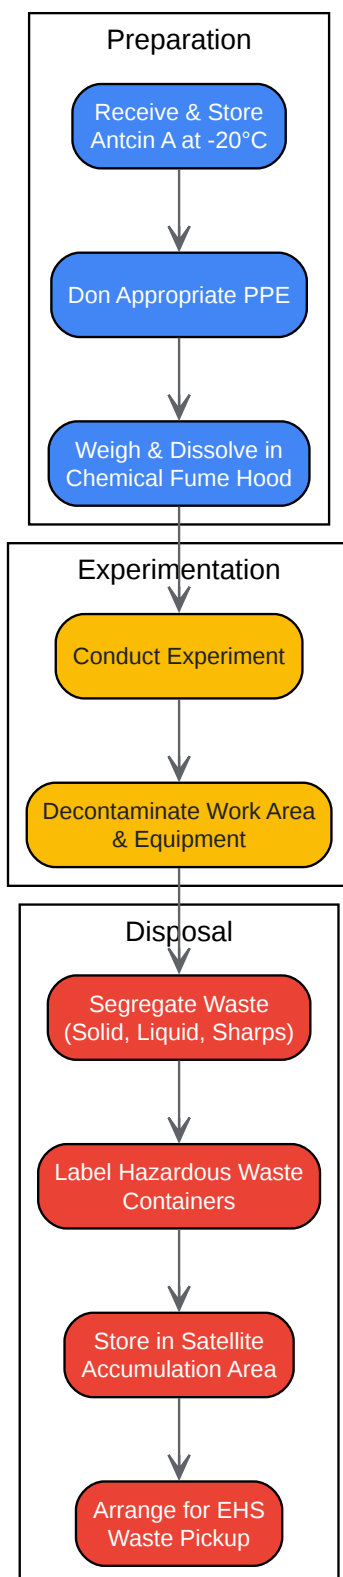 Preparation
Receive & Store
Antcin A at -20°C
Don Appropriate PPE
Weigh & Dissolve in
Chemical Fume Hood
Experimentation
Conduct Experiment
Decontaminate Work Area
& Equipment
Disposal
Segregate Waste
(Solid, Liquid, Sharps)
Label Hazardous Waste
Containers
Store in Satellite
Accumulation Area
Arrange for EHS
Waste Pickup